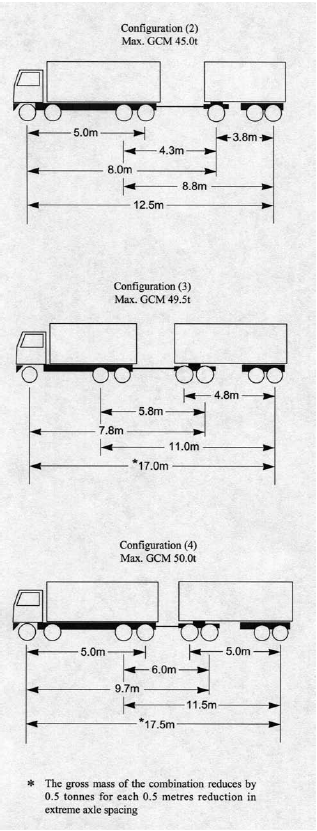 Configuration (2)
Max. GCM 45.0t
5.0m
3.8m
4.3m
8.0m
8.8m
12.5m
Configuration (3)
Max. GCM 49.5t
4.8m
5.8m
7.8m
11.0m
*17.0m
Configuration (4)
Max. GCM 50.0t
5.0m
5.0m
6.0m
9.7m
11.5m
*17.5m
* The gross mass of the combination reduces by
0.5 tonnes for each 0.5 metres reduction in
extreme axle spacing